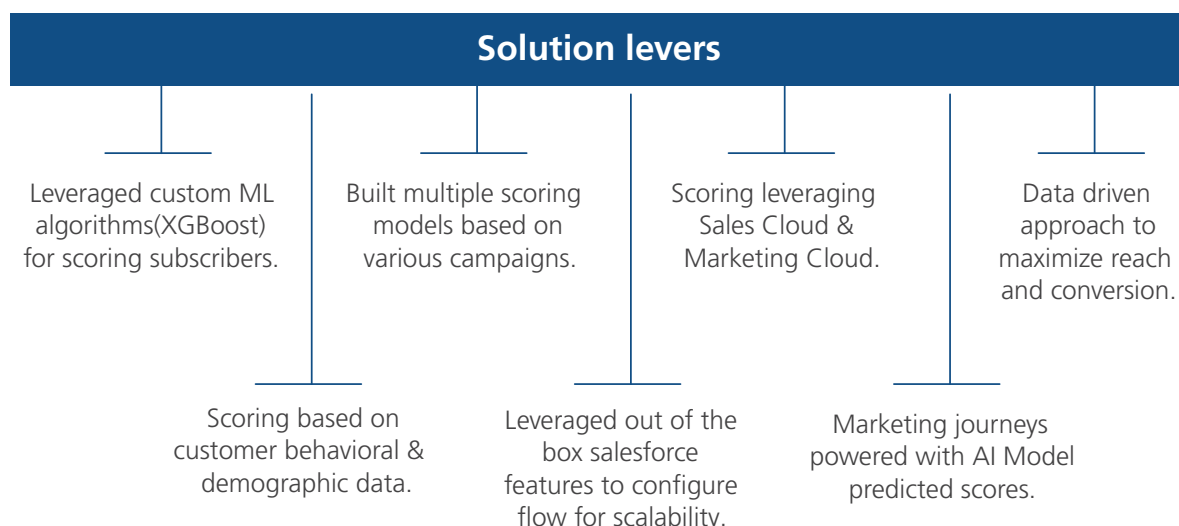 Solution levers
Leveraged custom ML
algorithms(XGBoost)
for scoring subscribers.
Built multiple scoring
models based on
various campaigns.
Scoring leveraging
Sales Cloud &
Marketing Cloud.
Data driven
approach to
maximize reach
and conversion.
Scoring based on
customer behavioral &
demographic data.
Leveraged out of the
box salesforce
features to configure
flow for scalability.
Marketing journeys
powered with AI Model
predicted scores.